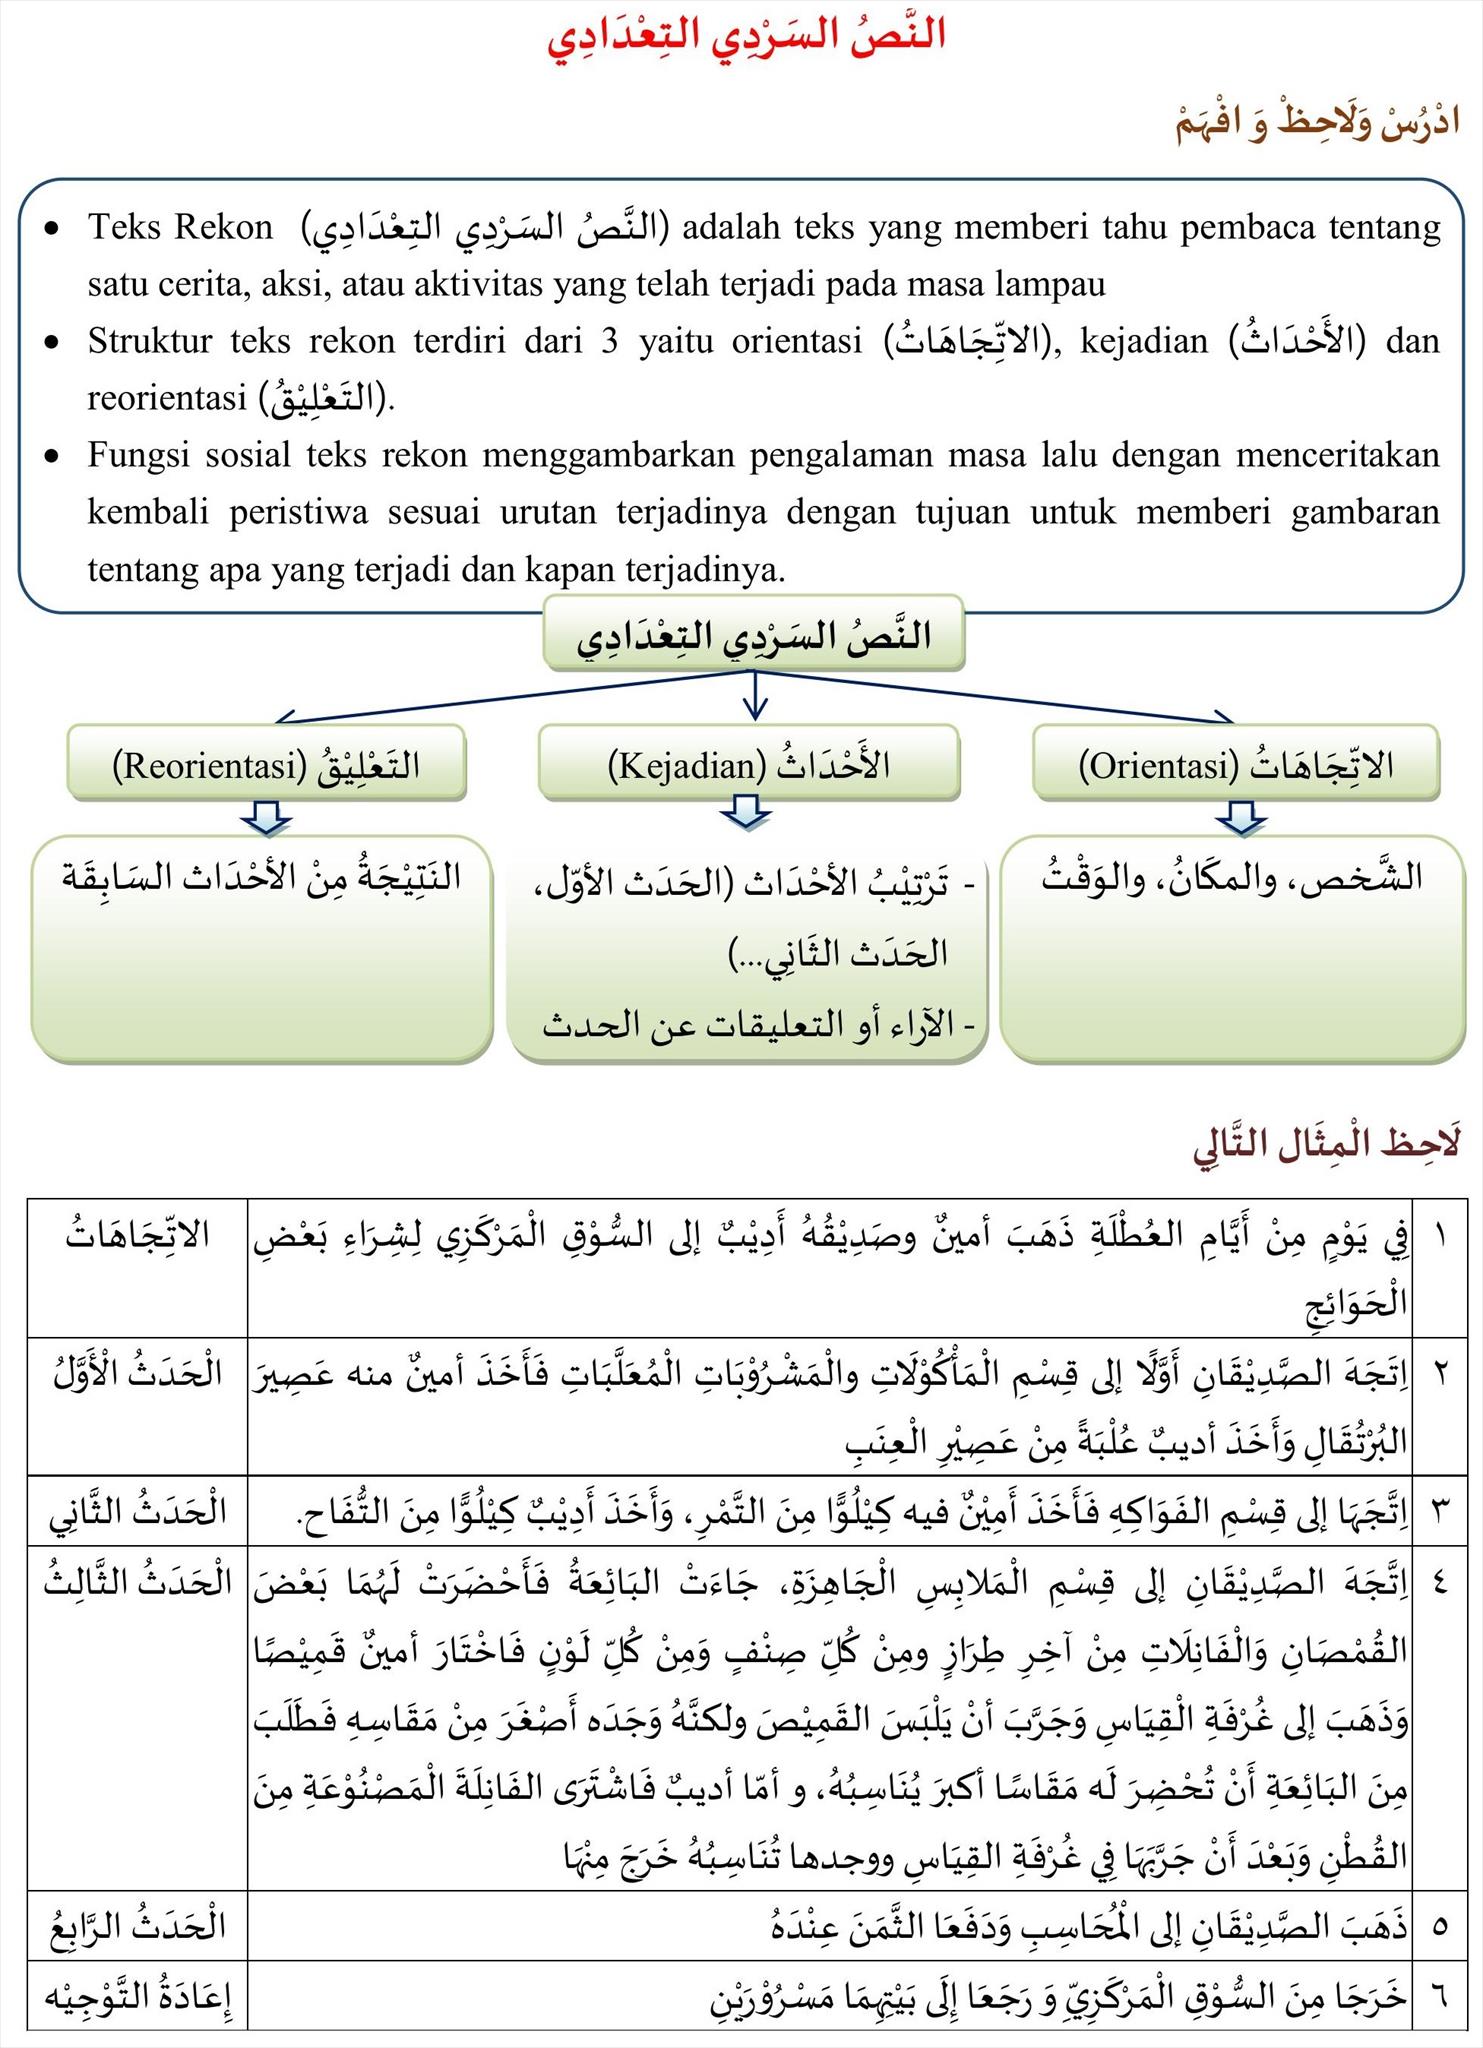 النَّصُ السَرْدِي التِعْدَادِي
ادْرُسْ وَلَاحِظْ وَ افْهَمْ
• Teks Rekon (النَّصُ السَرْدِي التِعْدَادِي) adalah teks yang memberi tahu pembaca tentang
satu cerita, aksi, atau aktivitas yang telah terjadi pada masa lampau
• Struktur teks rekon terdiri dari 3 yaitu orientasi (الاتِّجَاهَاتُ), kejadian (الأَحْدَاثُ) dan
reorientasi (التَعْلِيْقُ).
• Fungsi sosial teks rekon menggambarkan pengalaman masa lalu dengan menceritakan
kembali peristiwa sesuai urutan terjadinya dengan tujuan untuk memberi gambaran
tentang apa yang terjadi dan kapan terjadinya.
النَّصُ السَرْدِي التِعْدَادِي
الاتِّجَاهَاتُ (Orientasi)
الأَحْدَاثُ (Kejadian)
التَعْلِيْقُ (Reorientasi)
الشَّخص، والمكَانُ، والوَقْتُ
- تَرْتِيْبُ الأحْدَاث (الحَدَث الأوّل،
الحَدَث الثَانِي...)
- الآراء أو التعليقات عن الحدث
النَتِيْجَةُ مِنْ الأحْدَاث السَابِقَة
لَاحِظ الْمِثَال التَّالِي
١ فِي يَوْمٍ مِنْ أَيَّامِ العُطْلَةِ ذَهَبَ أمينٌ وصَدِيْقُهُ أَدِيْبٌ إلى السُّوْقِ الْمَرْكَزِي لِشِرَاءِ بَعْضِ الاتِّجَاهَاتُ
الْحَوَائِجِ
٢ اِتَجَهَ الصَّدِيْقَانِ أَوَّلًا إلى قِسْمِ الْمَأْكُوْلَاتِ والْمَشْرُوْبَاتِ الْمُعَلَّبَاتِ فَأَخَذَ أمينٌ منه عَصِيرَ الْحَدَثُ الْأَوَّلُ
البُرْتُقَالِ وَأَخَذَ أديبٌ عُلْبَةً مِنْ عَصِيْرِ الْعِنَبِ
٣ اِتَّجَهَا إلى قِسْمِ الفَوَاكِهِ فَأَخَذَ أَمِيْنٌ فيه كِيْلُوًّا مِنَ التَّمْرِ، وَأَخَذَ أَدِيْبٌ كِيْلُوًّا مِنَ التُّفَاح. الْحَدَثُ الثَّانِي
٤ اِتَّجَهَ الصَّدِيْقَانِ إلى قِسْمِ الْمَلابِسِ الْجَاهِزَةِ، جَاءَتْ البَائِعَةُ فَأَحْضَرَتْ لَهُمَا بَعْضَ الْحَدَثُ الثَّالِثُ
القُمْصَانِ وَالْفَانِلَاتِ مِنْ آخِرِ طِرَازٍ ومِنْ كُلِّ صِنْفٍ وَمِنْ كُلِّ لَوْنٍ فَاخْتَارَ أمينٌ قَمِيْصًا
وَذَهَبَ إلى غُرْفَةِ الْقِيَاسِ وَجَرَّبَ أنْ يَلْبَسَ القَمِيْصَ ولكنَّهُ وَجَدَه أَصْغَرَ مِنْ مَقَاسِهِ فَطَلَبَ
مِنَ البَائِعَةِ أَنْ تُحْضِرَ لَه مَقَاسًا أكبرَ يُنَاسِبُهُ، و أمّا أديبٌ فَاشْتَرَى الفَانِلَةَ الْمَصْنُوْعَةِ مِنَ
القُطْنِ وَبَعْدَ أَنْ جَرَّبَهَا فِي غُرْفَةِ القِيَاسِ ووجدها تُنَاسِبُهُ خَرَجَ مِنْهَا
٥ ذَهَبَ الصَّدِيْقَانِ إلى الْمُحَاسِبِ وَدَفَعَا الثَّمَنَ عِنْدَهُ الْحَدَثُ الرَّابِعُ
٦ خَرَجَا مِنَ السُّوْقِ الْمَرْكَزِيِّ وَ رَجَعَا إِلَى بَيْتِهِمَا مَسْرُوْرَيْنِ إِعَادَةُ التَّوْجِيْه